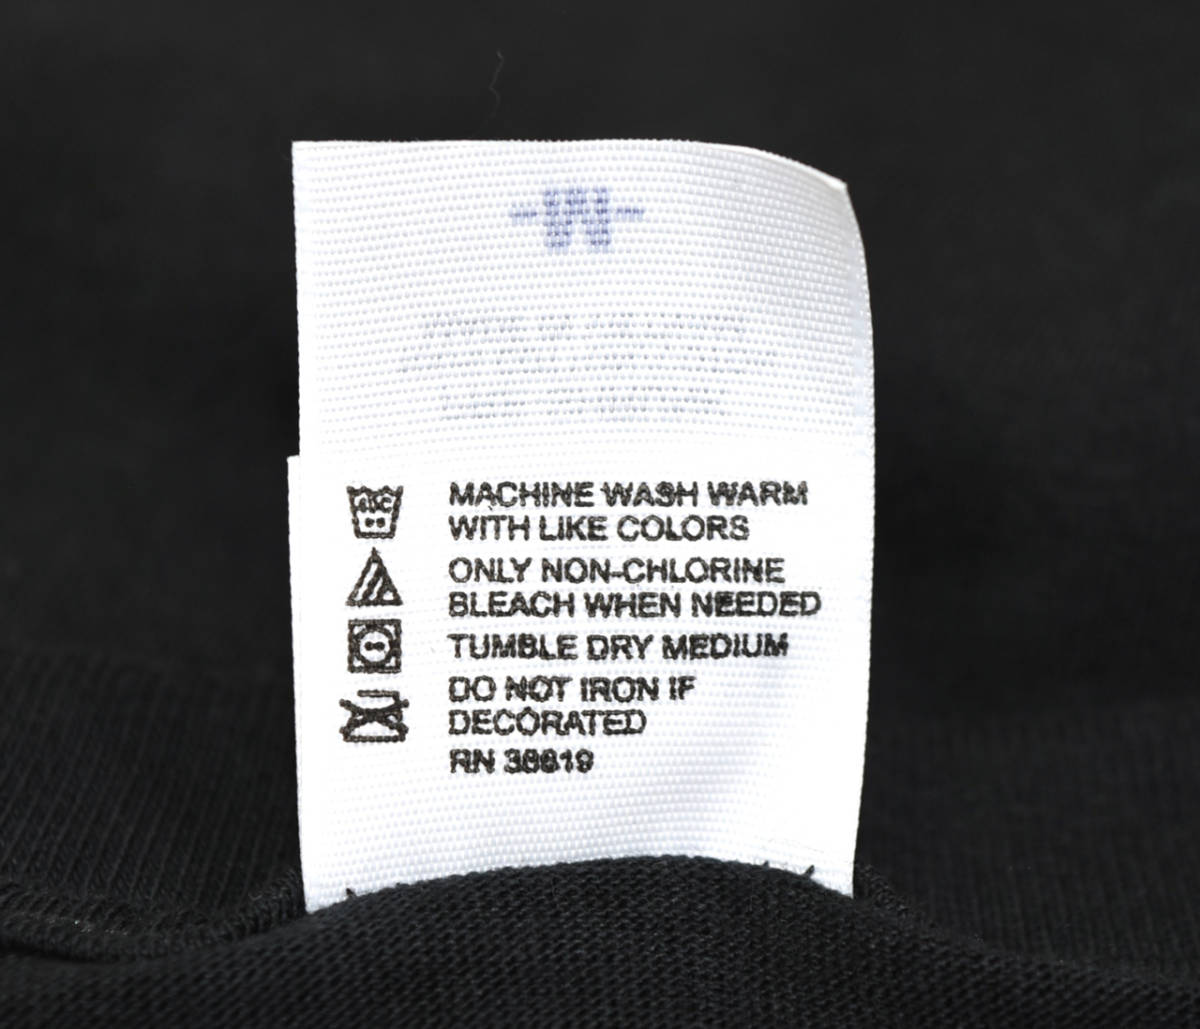 MACHINE WASH WARM
WITH LIKE COLORS
ONLY NON-CHLORINE
BLEACH WHEN NEEDED
TUMBLE DRY MEDIUM
DO NOT IRON IF
DECORATED
RN